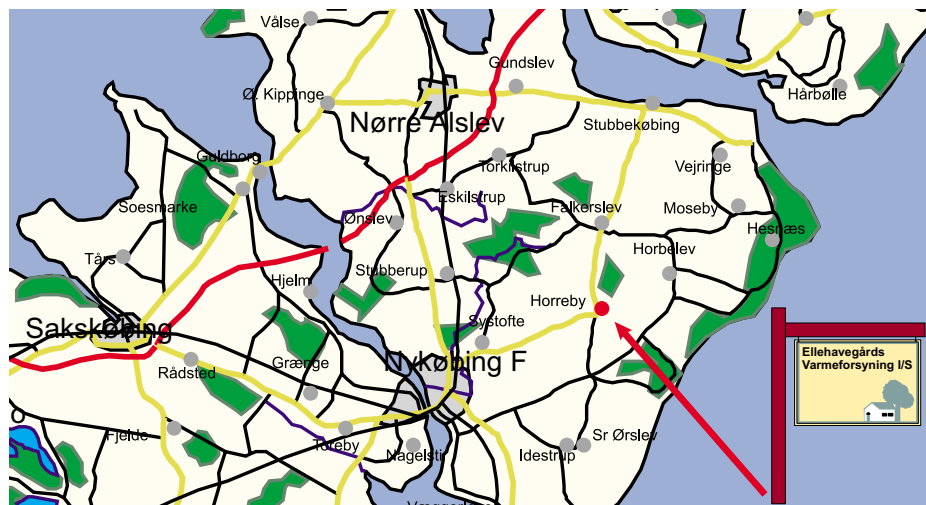 Vålse
Gundslev
Hårbølle
Ø. Kippinge
Nørre Alslev
Stubbekøbing
Guldborg
Torkilstrup
Vejringe
Eskilstrup
Soesmarke
Ønslev
Falkerslev
Moseby
Hesnæs
Horbelev
Tårs
Hjelm
Stubberup
Horreby
Sakskøbing
Systofte
Ellehavegårds
Varmeforsyning I/S
Grænge
Nykøbing F
Rådsted
Fjelde
Toreby
Nagelsti
Idestrup
Sr Ørslev